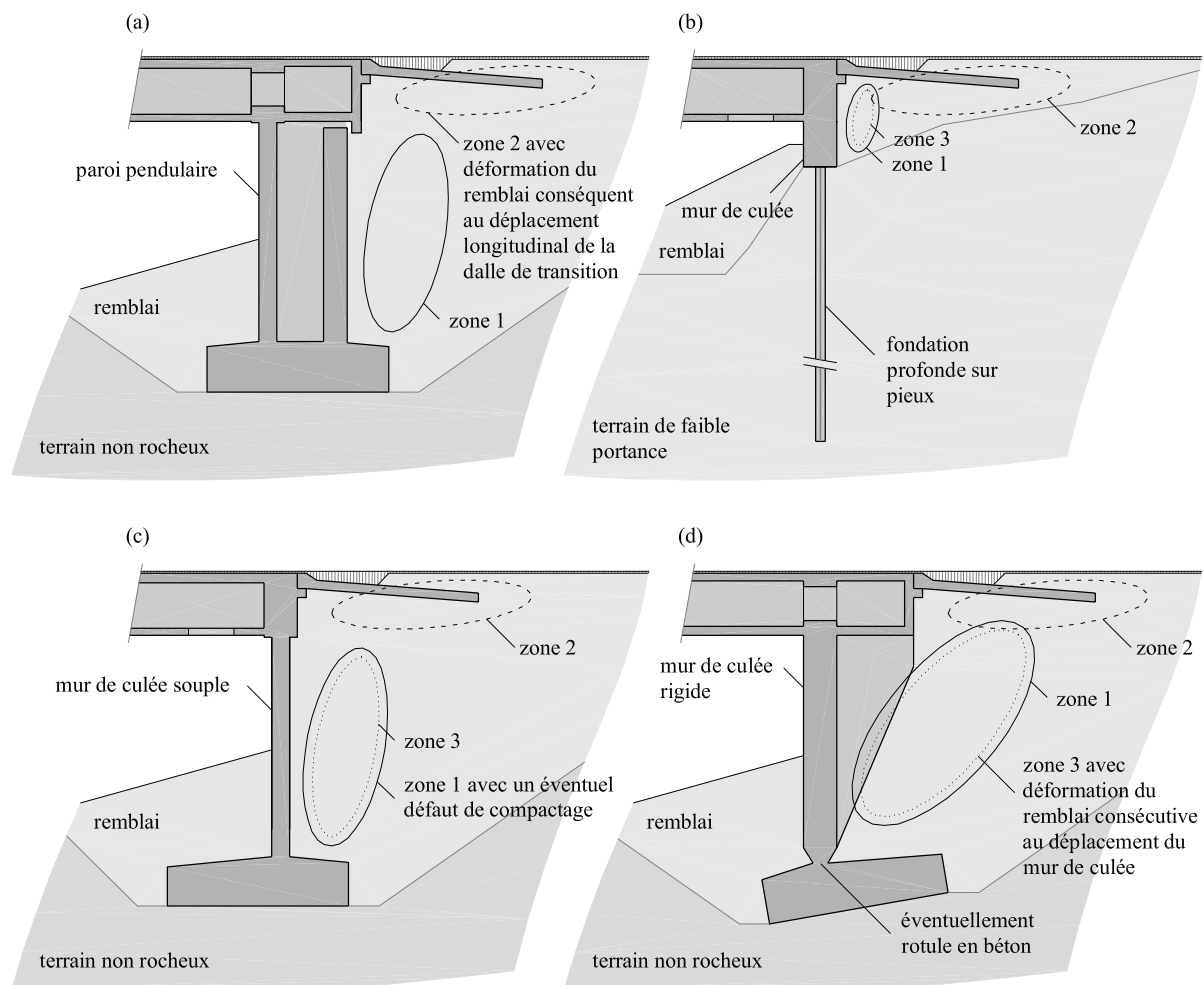 (a)
paroi pendulaire
remblai
zone 2 avec
déformation du
remblai conséquent
au déplacement
longitudinal de la
dalle de transition
zone 1
terrain non rocheux
(b)
zone 2
zone 3
zone 1
mur de culée
remblai
fondation
profonde sur
pieux
terrain de faible
portance
(c)
zone 2
mur de culée souple
zone 3
zone 1 avec un éventuel
défaut de compactage
remblai
terrain non rocheux
(d)
zone 2
mur de culée
rigide
zone 1
zone 3 avec
déformation du
remblai consécutive
au déplacement du
mur de culée
remblai
éventuellement
rotule en béton
terrain non rocheux